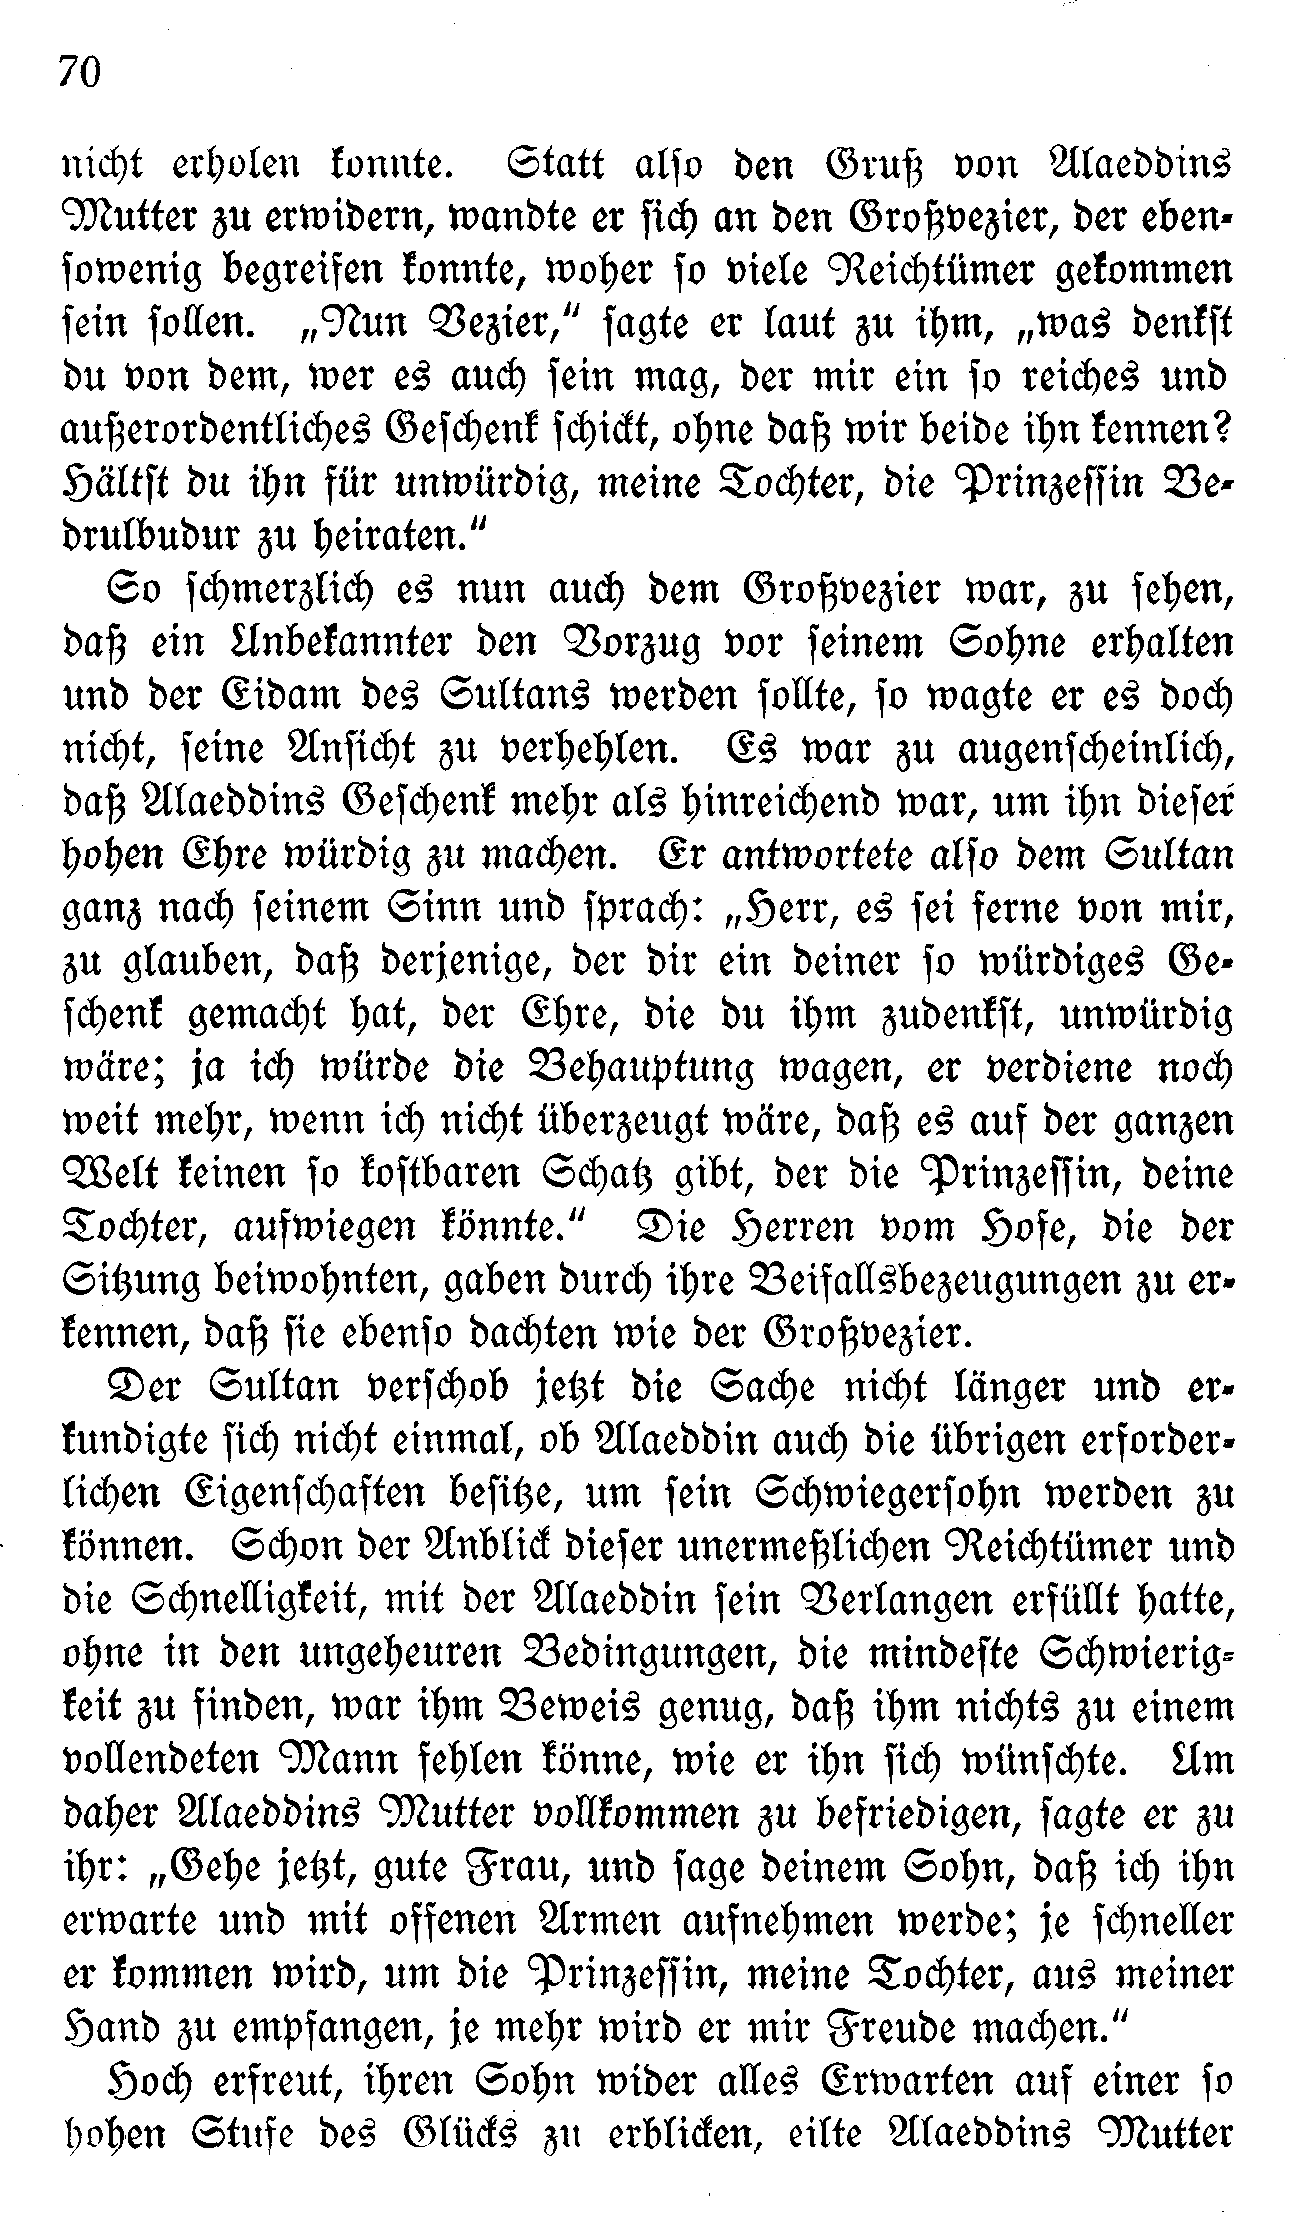 70
nicht erholen konnte. Statt also den Gruß von Alaeddins
Mutter zu erwidern, wandte er sich an den Großvezier, der eben-
sowenig begreifen konnte, woher so viele Reichtümer gekommen
sein sollen. „Nun Vezier,“ sagte er laut zu ihm, „was denkst
du von dem, wer es auch sein mag, der mir ein so reiches und
außerordentliches Geschenk schickt, ohne daß wir beide ihn kennen?
Hältst du ihn für unwürdig, meine Tochter, die Prinzessin Be-
drulbudur zu heiraten.“
So schmerzlich es nun auch dem Großvezier war, zu sehen,
daß ein Unbekannter den Vorzug vor seinem Sohne erhalten
und der Eidam des Sultans werden sollte, so wagte er es doch
nicht, seine Ansicht zu verhehlen. Es war zu augenscheinlich,
daß Alaeddins Geschenk mehr als hinreichend war, um ihn dieser
hohen Ehre würdig zu machen. Er antwortete also dem Sultan
ganz nach seinem Sinn und sprach: „Herr, es sei ferne von mir,
zu glauben, daß derjenige, der dir ein deiner so würdiges Ge-
schenk gemacht hat, der Ehre, die du ihm zudenkst, unwürdig
wäre; ja ich würde die Behauptung wagen, er verdiene noch
weit mehr, wenn ich nicht überzeugt wäre, daß es auf der ganzen
Welt keinen so kostbaren Schatz gibt, der die Prinzessin, deine
Tochter, aufwiegen könnte.“ Die Herren vom Hofe, die der
Sitzung beiwohnten, gaben durch ihre Beifallsbezeugungen zu er-
kennen, daß sie ebenso dachten wie der Großvezier.
Der Sultan verschob jetzt die Sache nicht länger und er-
kundigte sich nicht einmal, ob Alaeddin auch die übrigen erforder-
lichen Eigenschaften besitze, um sein Schwiegersohn werden zu
können. Schon der Anblick dieser unermeßlichen Reichtümer und
die Schnelligkeit, mit der Alaeddin sein Verlangen erfüllt hatte,
ohne in den ungeheuren Bedingungen, die mindeste Schwierig-
keit zu finden, war ihm Beweis genug, daß ihm nichts zu einem
vollendeten Mann fehlen könne, wie er ihn sich wünschte. Um
daher Alaeddins Mutter vollkommen zu befriedigen, sagte er zu
ihr: „Gehe jetzt, gute Frau, und sage deinem Sohn, daß ich ihn
erwarte und mit offenen Armen aufnehmen werde; je schneller
er kommen wird, um die Prinzessin, meine Tochter, aus meiner
Hand zu empfangen, je mehr wird er mir Freude machen.“
Hoch erfreut, ihren Sohn wider alles Erwarten auf einer so
hohen Stufe des Glücks zu erblicken, eilte Alaeddins Mutter